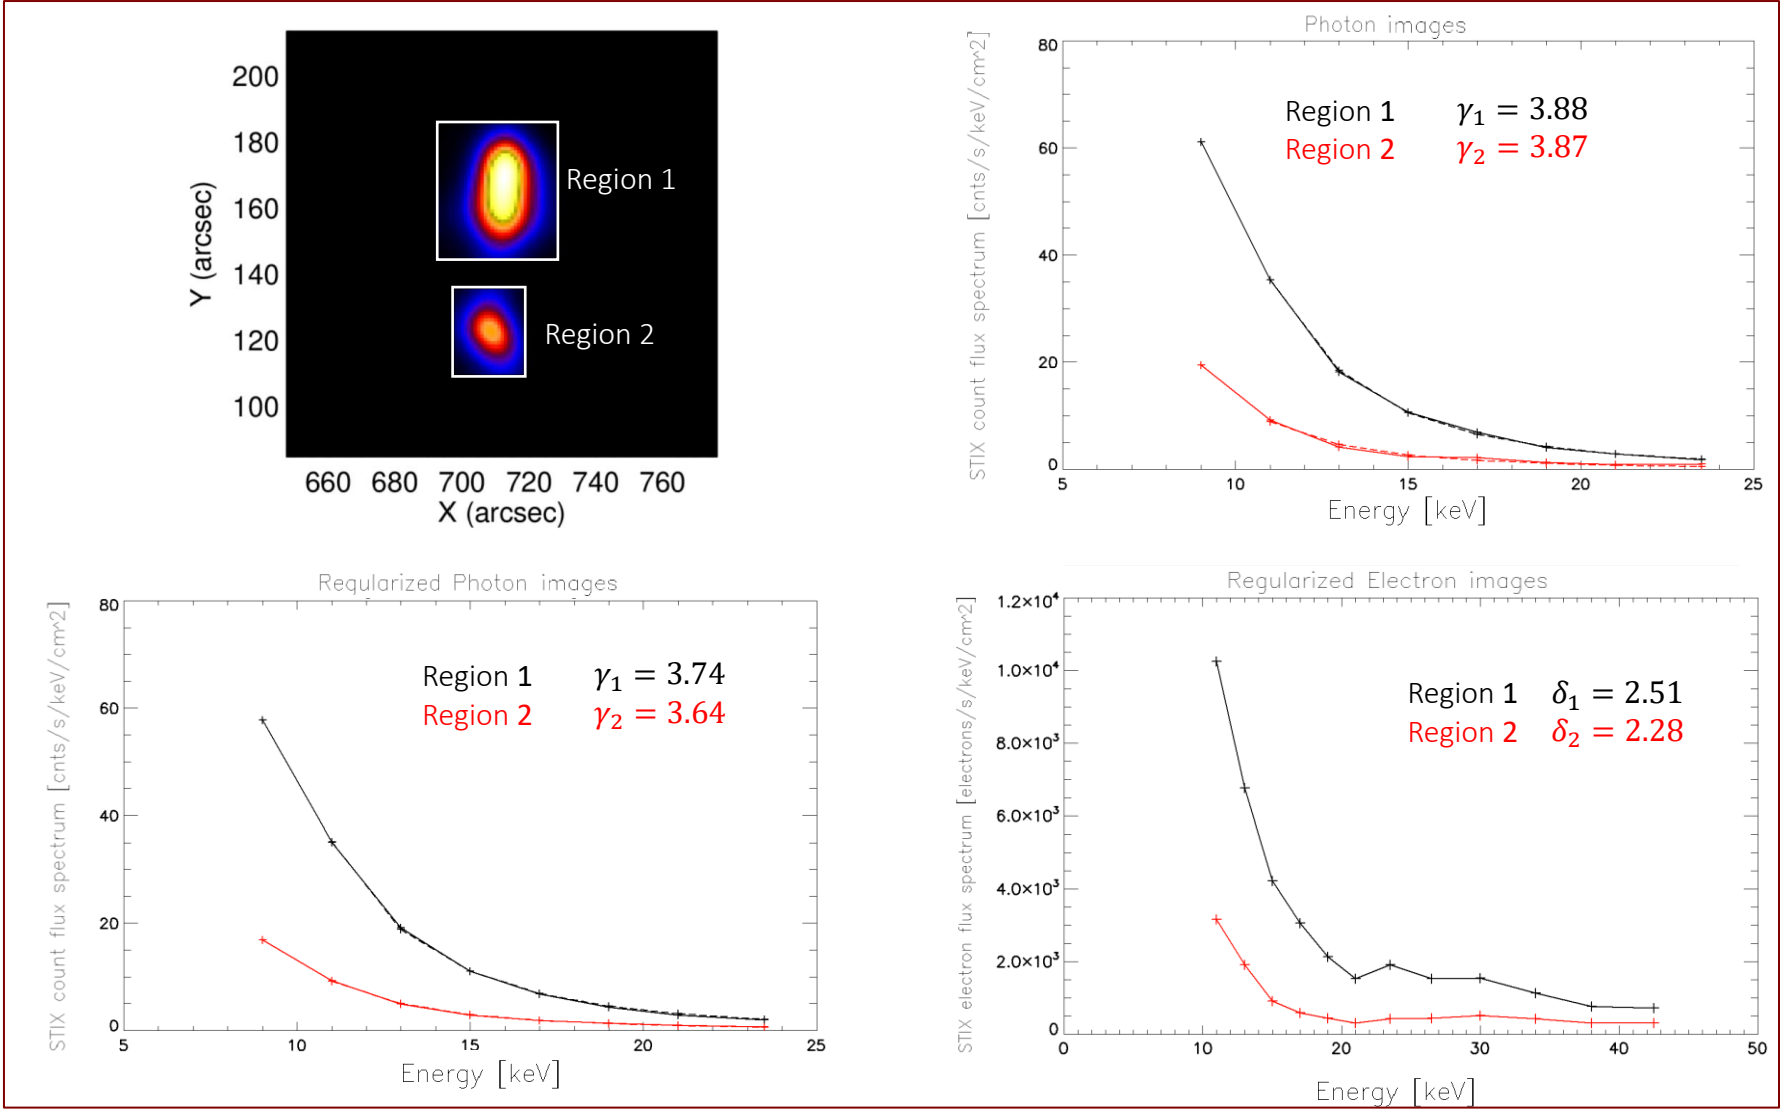 200
180
160
140
120
100
Y (arcsec)
Region 1
Region 2
660 680 700 720 740 760
X (arcsec)
Photon images
STIX count flux spectrum [cnts/s/keV/cm^2]
80
60
40
20
0
Region 1 γ₁ = 3.88
Region 2 γ₂ = 3.87
5 10 15 20 25
Energy [keV]
Regularized Photon images
STIX count flux spectrum [cnts/s/keV/cm^2]
80
60
40
20
0
Region 1 γ₁ = 3.74
Region 2 γ₂ = 3.64
5 10 15 20 25
Energy [keV]
Regularized Electron images
STIX electron flux spectrum [electrons/s/keV/cm^2]
1.2×10⁴
1.0×10⁴
8.0×10³
6.0×10³
4.0×10³
2.0×10³
0
Region 1 δ₁ = 2.51
Region 2 δ₂ = 2.28
0 10 20 30 40 50
Energy [keV]